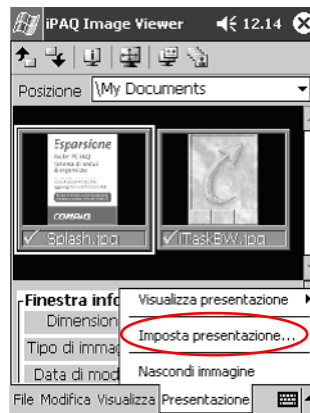 iPAQ Image Viewer 12.14
Posizione \My Documents
Esparsione
COMPAQ
Splash.jpg
iTaskBW.jpg
Finestra info
Dimension
Tipo di immag
Data di mod
Visualizza presentazione
Imposta presentazione...
Nascondi immagine
File Modifica Visualizza Presentazione